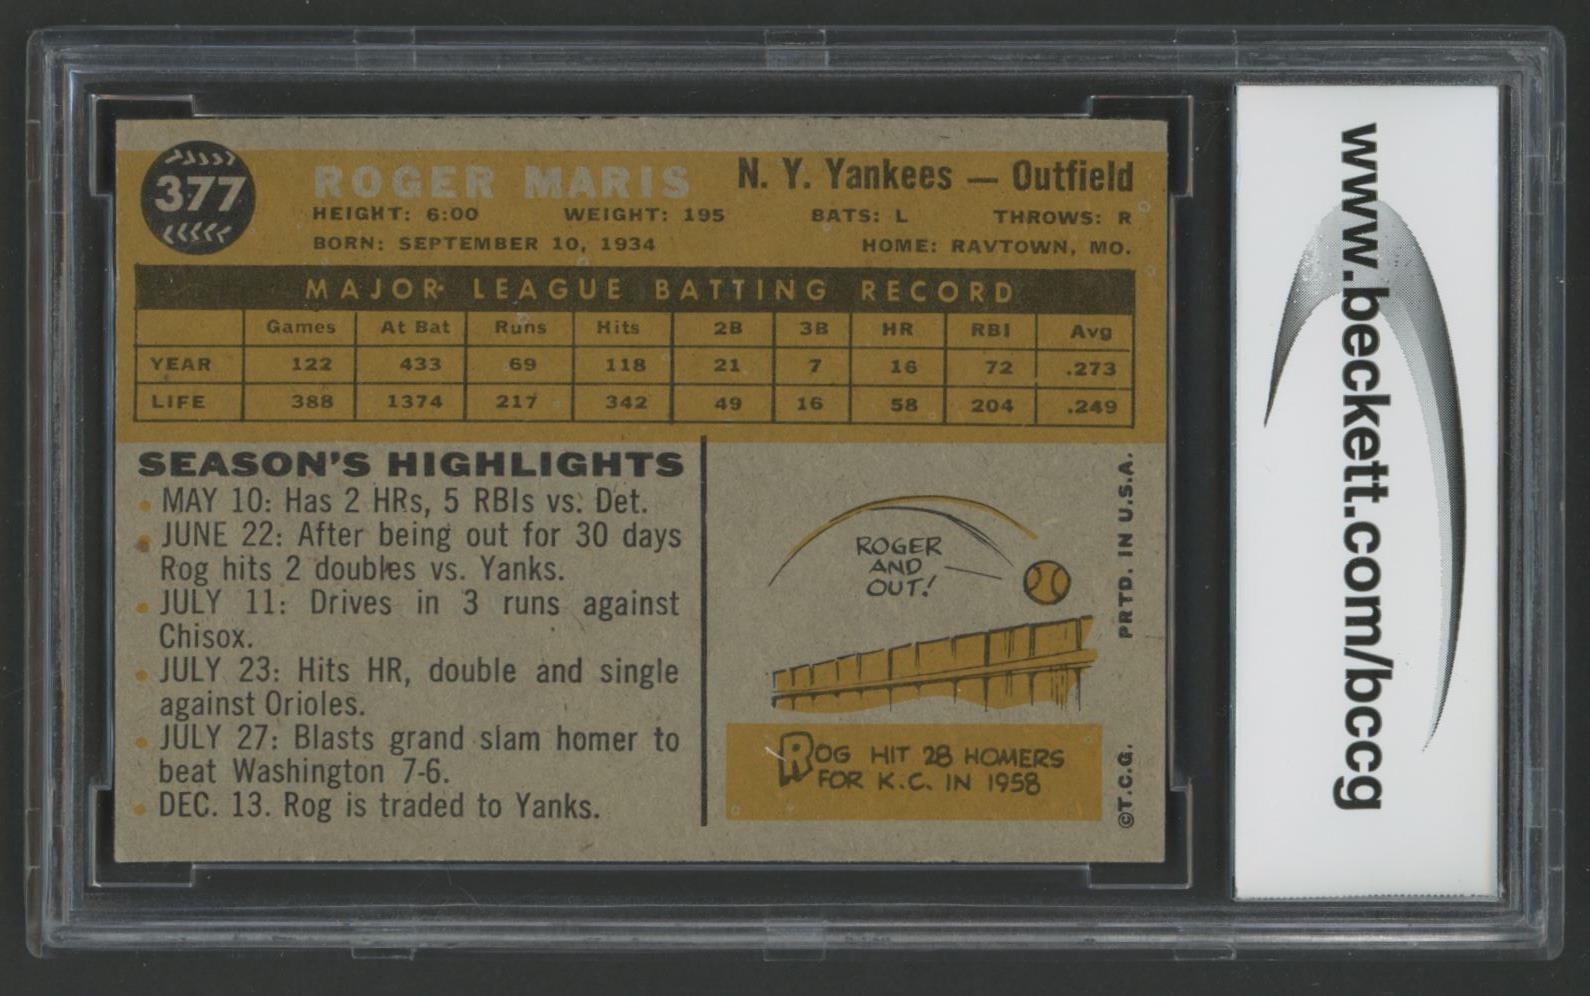 377
ROGER MARIS N. Y. Yankees — Outfield
HEIGHT: 6:00 WEIGHT: 195 BATS: L THROWS: R
BORN: SEPTEMBER 10, 1934 HOME: RAVTOWN, MO.
MAJOR LEAGUE BATTING RECORD
Games At Bat Runs Hits 2B 3B HR RBI Avg
YEAR 122 433 69 118 21 7 16 72 .273
LIFE 388 1374 217 342 49 16 58 204 .249
SEASON'S HIGHLIGHTS
• MAY 10: Has 2 HRs, 5 RBIs vs. Det.
• JUNE 22: After being out for 30 days
Rog hits 2 doubles vs. Yanks.
• JULY 11: Drives in 3 runs against
Chisox.
• JULY 23: Hits HR, double and single
against Orioles.
• JULY 27: Blasts grand slam homer to
beat Washington 7-6.
• DEC. 13. Rog is traded to Yanks.
ROGER
AND
OUT!
ROG HIT 28 HOMERS
FOR K.C. IN 1958
©T.C.G. PRTD. IN U.S.A.
www.beckett.com/bccg